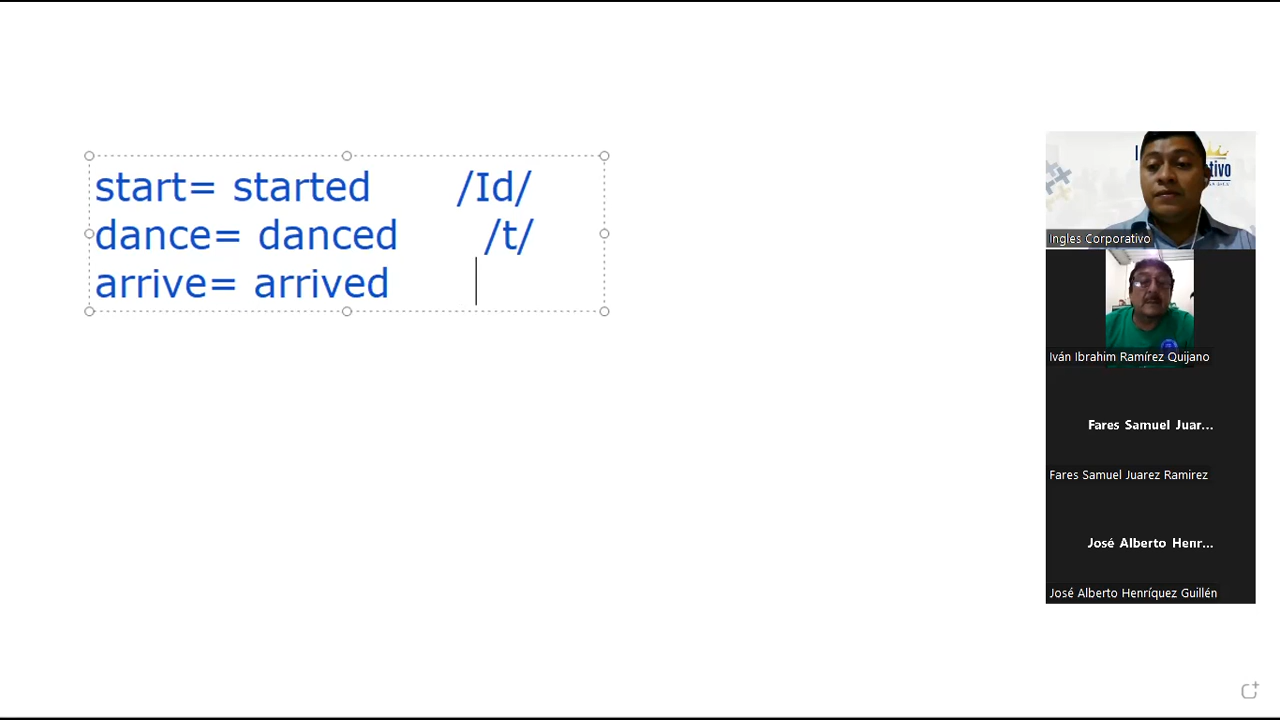 start= started /Id/
dance= danced /t/
arrive= arrived
Ingles Corporativo
Iván Ibrahim Ramírez Quijano
Fares Samuel Juar...
Fares Samuel Juarez Ramirez
José Alberto Henr...
José Alberto Henríquez Guillén